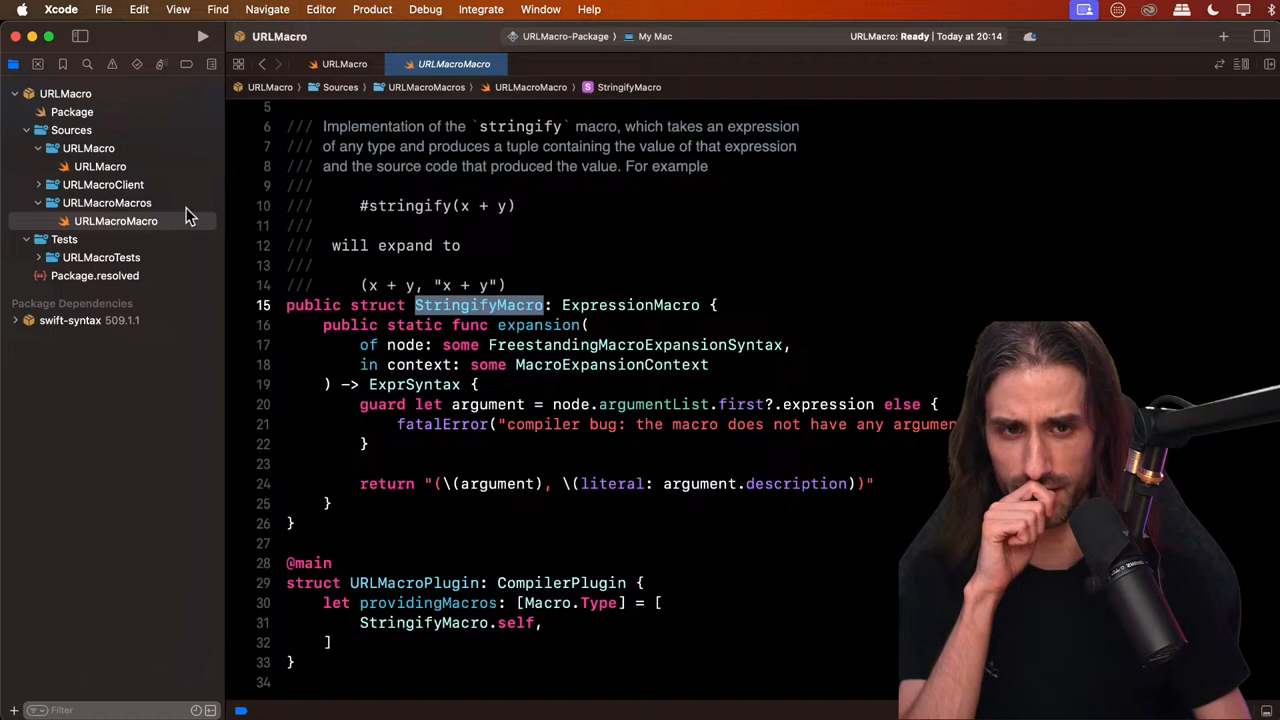 Xcode File Edit View Find Navigate Editor Product Debug Integrate Window Help
URLMacro
URLMacro-Package 〉 My Mac
URLMacro: Ready | Today at 20:14
URLMacro
URLMacroMacro
URLMacro 〉 Sources 〉 URLMacroMacros 〉 URLMacroMacro 〉 S StringifyMacro
URLMacro
Package
Sources
URLMacro
URLMacro
URLMacroClient
URLMacroMacros
URLMacroMacro
Tests
URLMacroTests
Package.resolved
Package Dependencies
swift-syntax 509.1.1
Filter
5
6 /// Implementation of the `stringify` macro, which takes an expression
7 /// of any type and produces a tuple containing the value of that expression
8 /// and the source code that produced the value. For example
9 ///
10 /// #stringify(x + y)
11 ///
12 /// will expand to
13 ///
14 /// (x + y, "x + y")
15 public struct StringifyMacro: ExpressionMacro {
16 public static func expansion(
17 of node: some FreestandingMacroExpansionSyntax,
18 in context: some MacroExpansionContext
19 ) -> ExprSyntax {
20 guard let argument = node.argumentList.first?.expression else {
21 fatalError("compiler bug: the macro does not have any argumen
22 }
23
24 return "(\(argument), \(literal: argument.description))"
25 }
26 }
27
28 @main
29 struct URLMacroPlugin: CompilerPlugin {
30 let providingMacros: [Macro.Type] = [
31 StringifyMacro.self,
32 ]
33 }
34